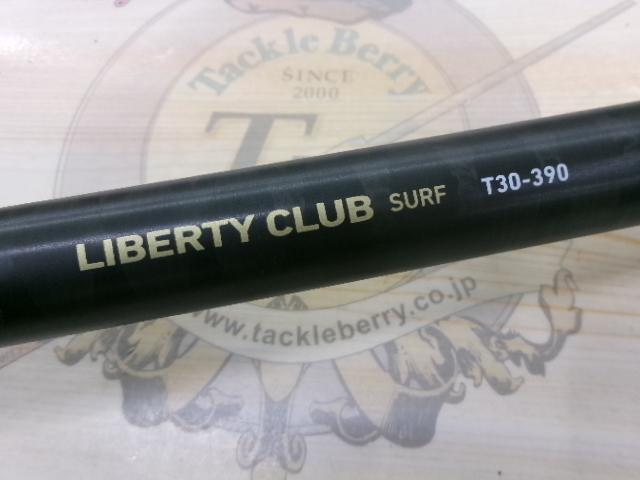 Tackle Berry
SINCE
2000
T
LIBERTY CLUB SURF T30-390
www.tackleberry.co.jp